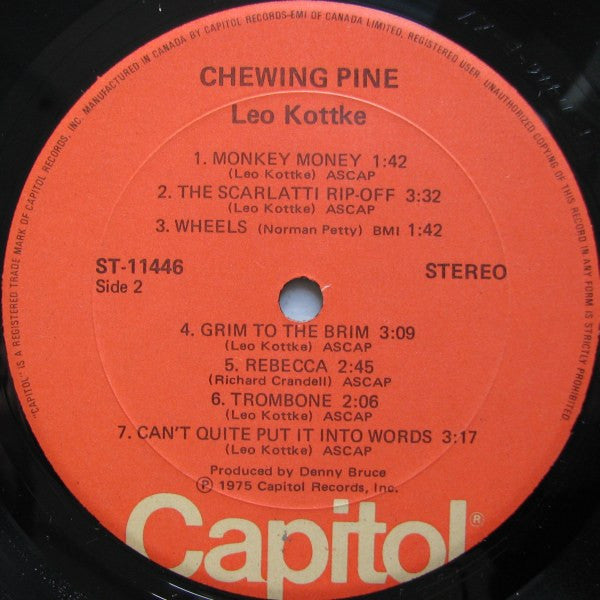 MANUFACTURED IN CANADA BY CAPITOL RECORDS-EMI OF CANADA LIMITED, REGISTERED USER. UNAUTHORIZED COPYING OF THIS RECORD IN ANY FORM IS STRICTLY PROHIBITED
"CAPITOL" IS A REGISTERED TRADE MARK OF CAPITOL RECORDS, INC.
CHEWING PINE
Leo Kottke
1. MONKEY MONEY 1:42
(Leo Kottke) ASCAP
2. THE SCARLATTI RIP-OFF 3:32
(Leo Kottke) ASCAP
3. WHEELS (Norman Petty) BMI 1:42
ST-11446
Side 2
STEREO
4. GRIM TO THE BRIM 3:09
(Leo Kottke) ASCAP
5. REBECCA 2:45
(Richard Crandell) ASCAP
6. TROMBONE 2:06
(Leo Kottke) ASCAP
7. CAN'T QUITE PUT IT INTO WORDS 3:17
(Leo Kottke) ASCAP
Produced by Denny Bruce
℗ 1975 Capitol Records, Inc.
Capitol®